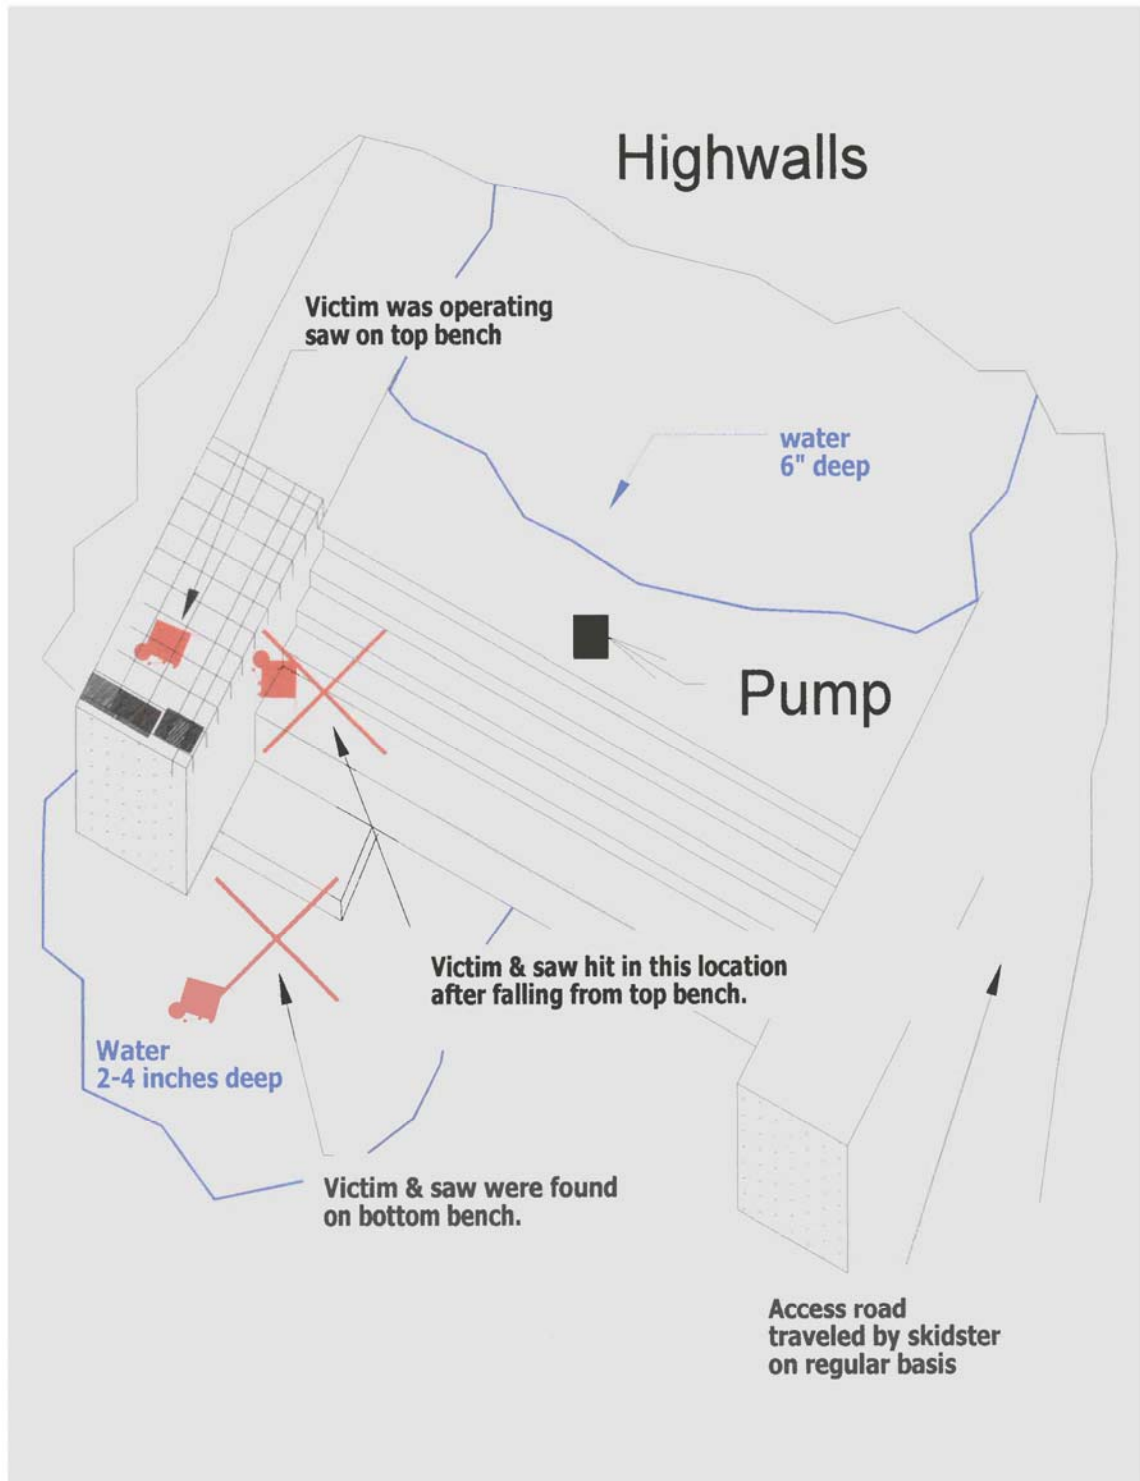 Highwalls
Victim was operating
saw on top bench
water
6" deep
Pump
Victim & saw hit in this location
after falling from top bench.
Water
2-4 inches deep
Victim & saw were found
on bottom bench.
Access road
traveled by skidster
on regular basis